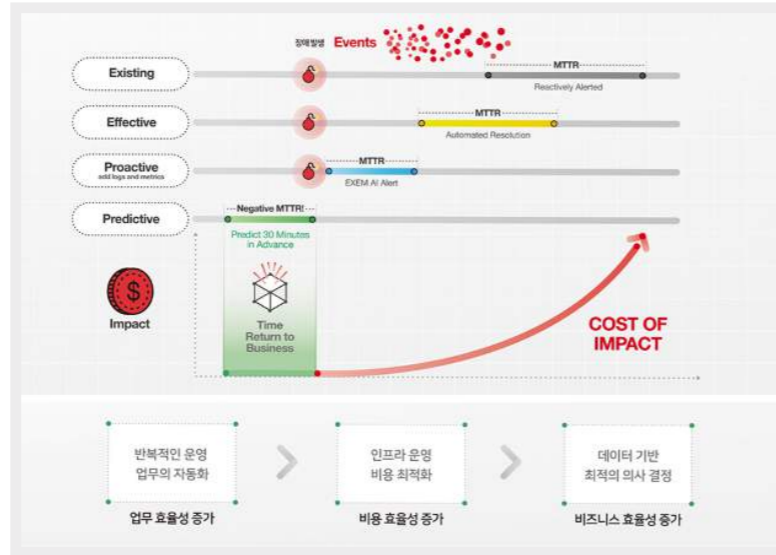 장애 발생 Events
Existing
MTTR
Reactively Alerted
Effective
MTTR
Automated Resolution
Proactive
add logs and metrics
MTTR
EXEM AI Alert
Predictive
Negative MTTR!
Predict 30 Minutes
in Advance
$
Impact
Time
Return to
Business
COST OF
IMPACT
반복적인 운영
업무의 자동화
인프라 운영
비용 최적화
데이터 기반
최적의 의사 결정
업무 효율성 증가
비용 효율성 증가
비즈니스 효율성 증가